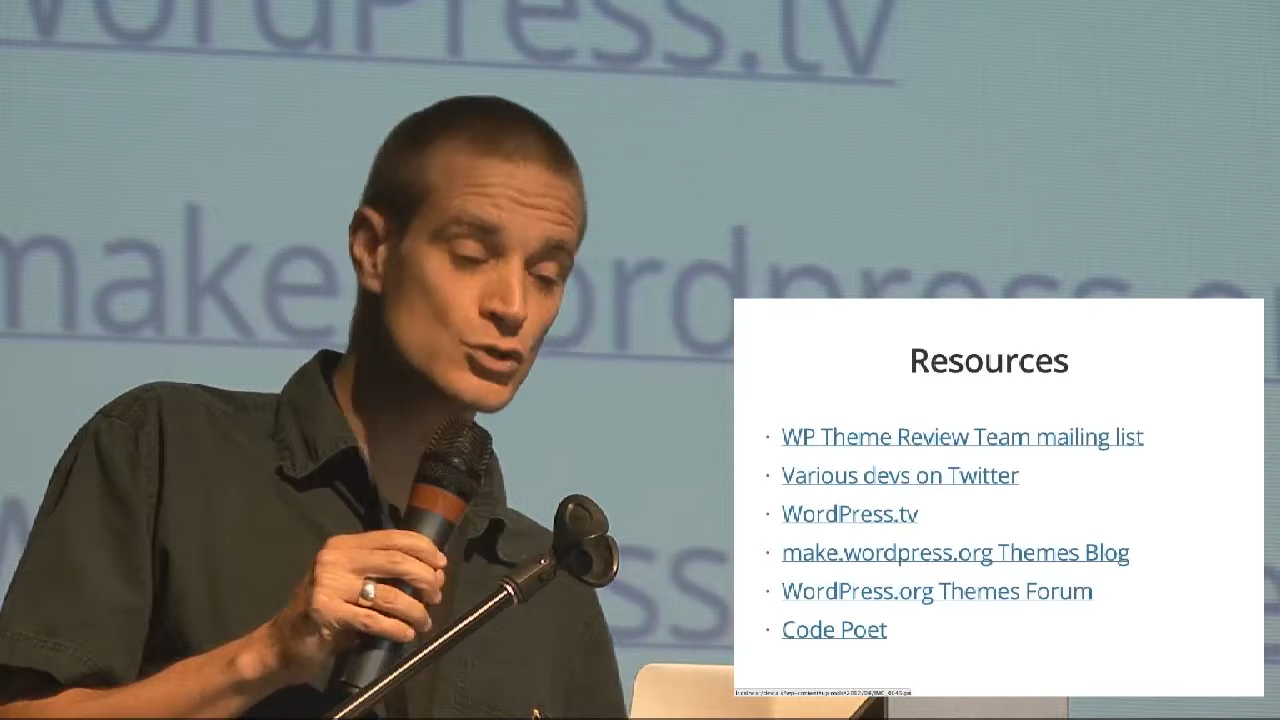 WordPress.tv
make.wordpress.o
ss
Resources
· WP Theme Review Team mailing list
· Various devs on Twitter
· WordPress.tv
· make.wordpress.org Themes Blog
· WordPress.org Themes Forum
· Code Poet